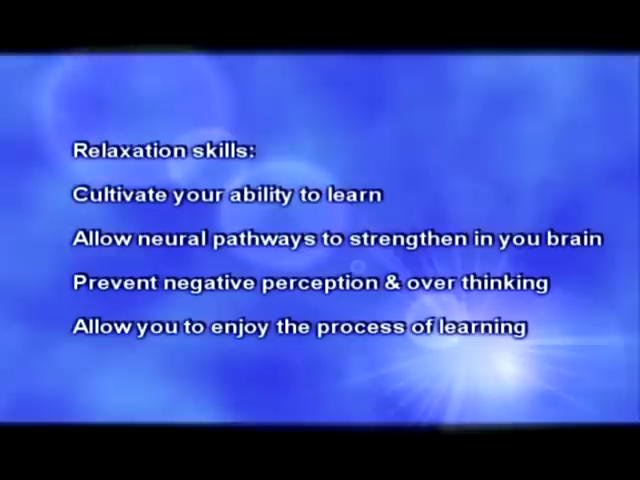 Relaxation skills:
Cultivate your ability to learn
Allow neural pathways to strengthen in you brain
Prevent negative perception & over thinking
Allow you to enjoy the process of learning